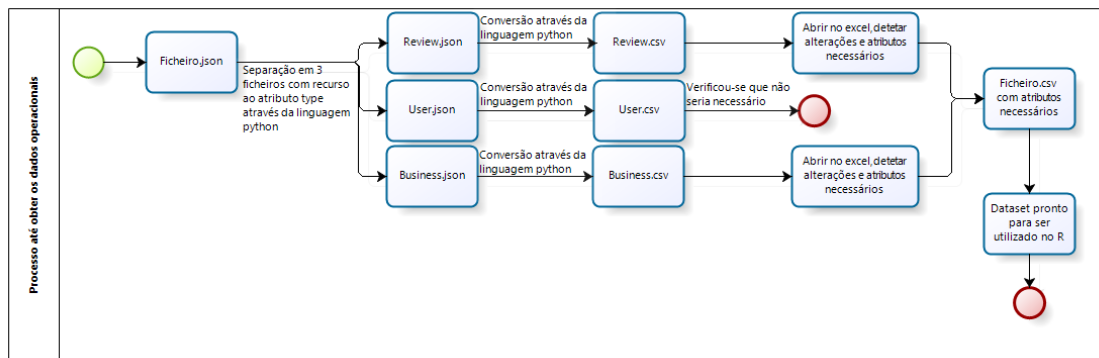 Processo até obter os dados operacionais
Ficheiro.json
Separação em 3
ficheiros com recurso
ao atributo type
através da linguagem
python
Review.json
Conversão através da
linguagem python
Review.csv
Abrir no excel,detetar
alterações e atributos
necessários
User.json
Conversão através da
linguagem python
User.csv
Verificou-se que não
seria necessário
Business.json
Conversão através da
linguagem python
Business.csv
Abrir no excel,detetar
alterações e atributos
necessários
Ficheiro.csv
com atributos
necessários
Dataset pronto
para ser
utilizado no R